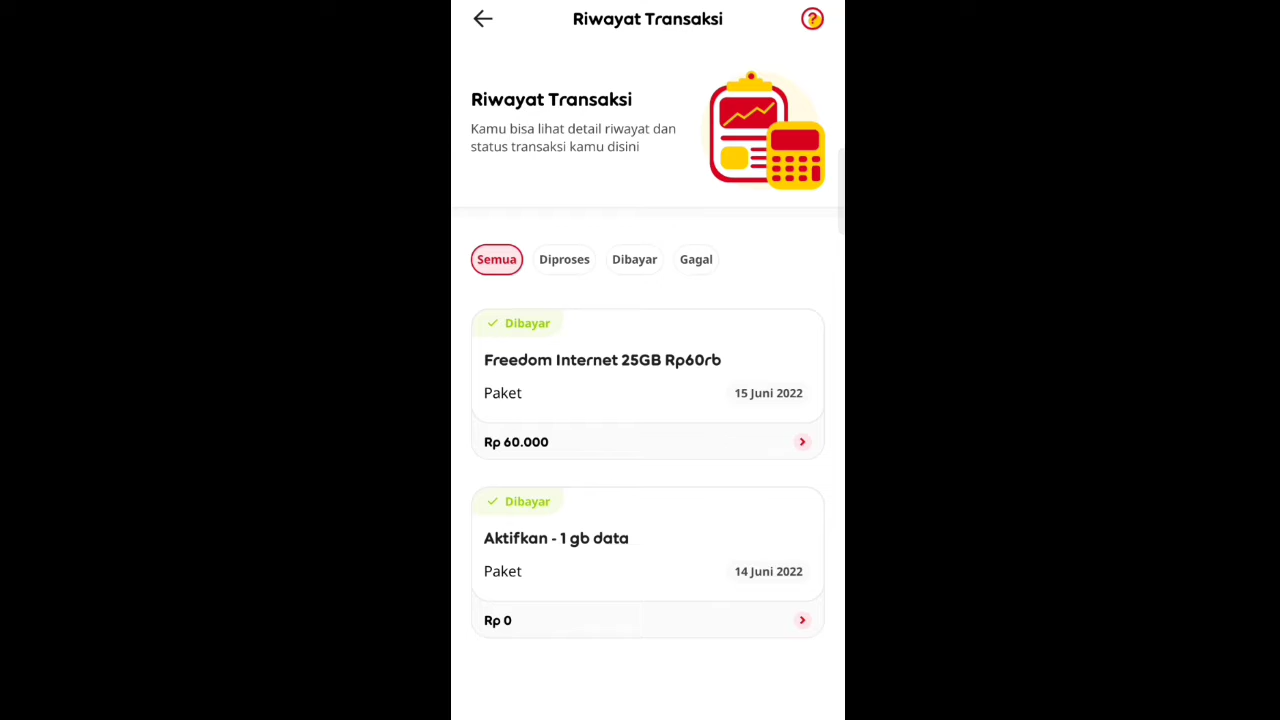 Riwayat Transaksi
?
Riwayat Transaksi
Kamu bisa lihat detail riwayat dan
status transaksi kamu disini
Semua Diproses Dibayar Gagal
Dibayar
Freedom Internet 25GB Rp60rb
Paket 15 Juni 2022
Rp 60.000
Dibayar
Aktifkan - 1 gb data
Paket 14 Juni 2022
Rp 0